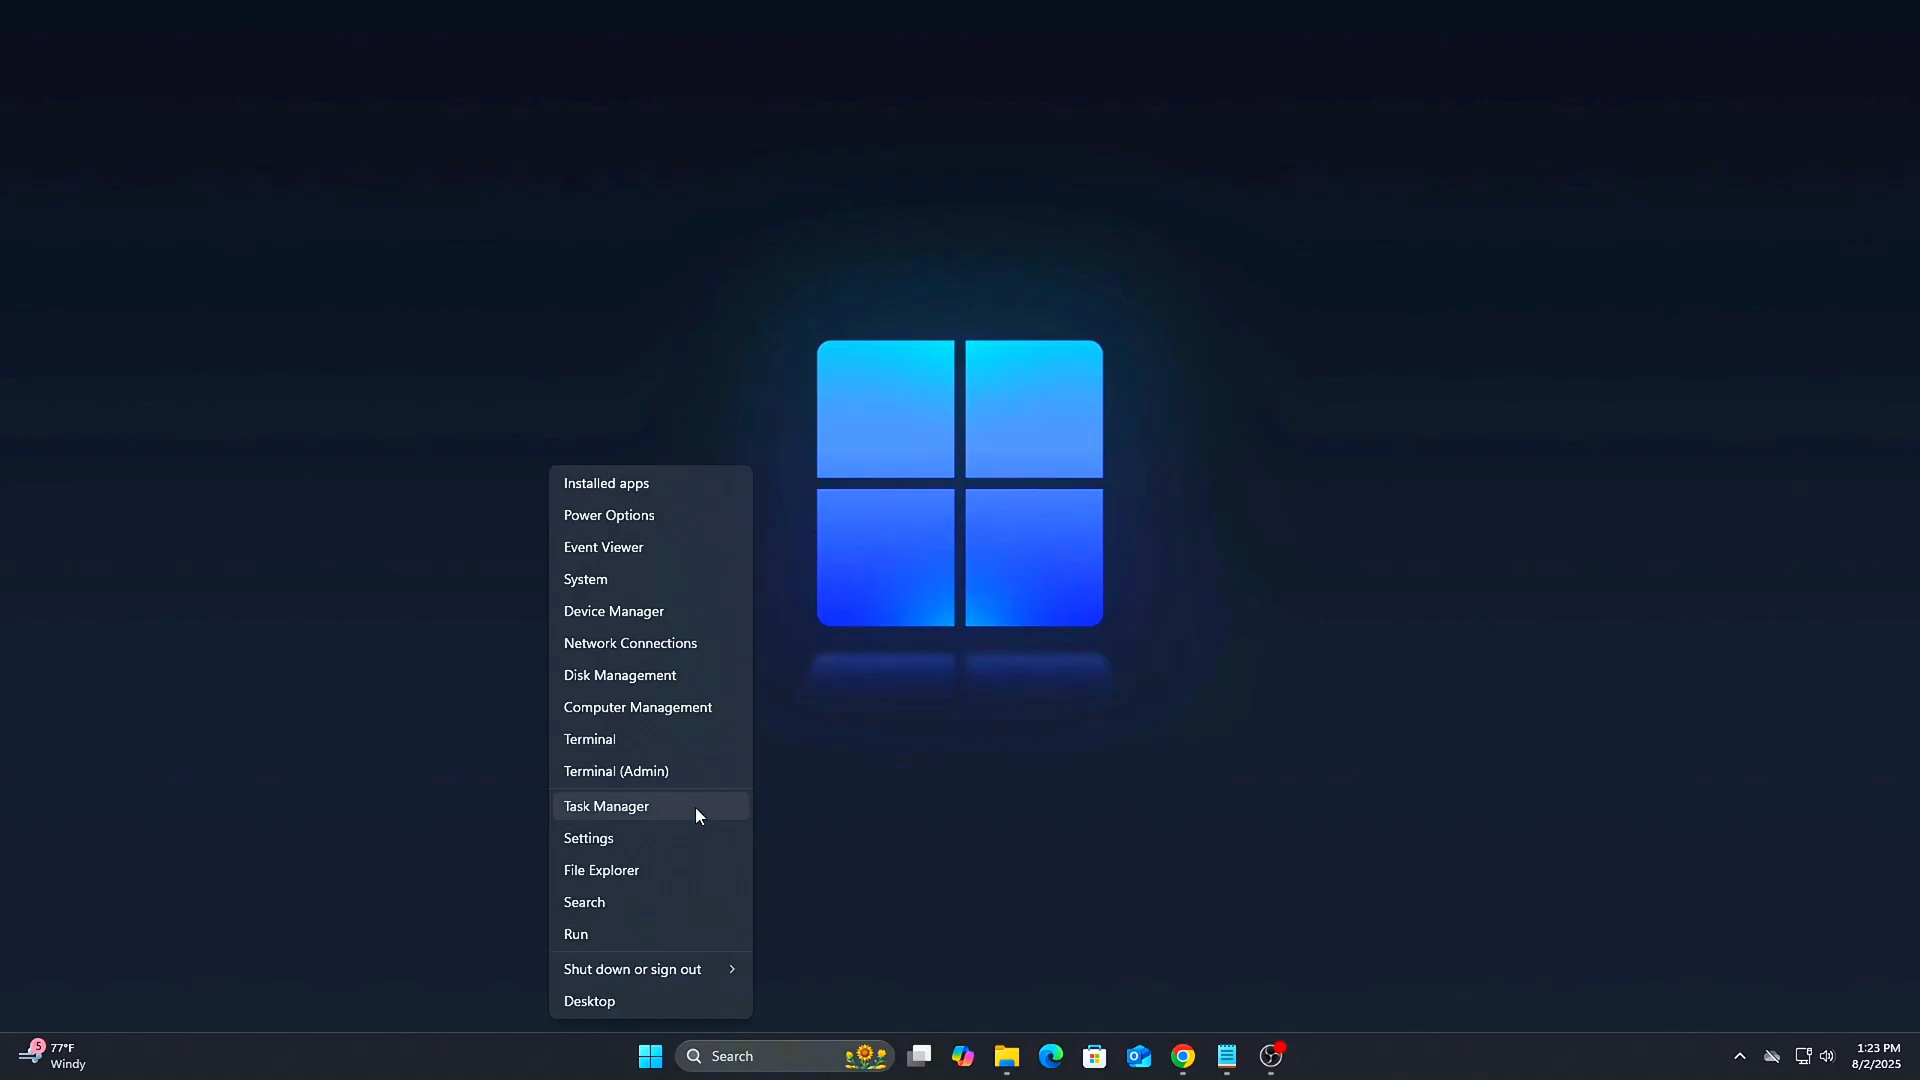 Installed apps
Power Options
Event Viewer
System
Device Manager
Network Connections
Disk Management
Computer Management
Terminal
Terminal (Admin)
Task Manager
Settings
File Explorer
Search
Run
Shut down or sign out
Desktop
5
77°F
Windy
Search
1:23 PM
8/2/2025